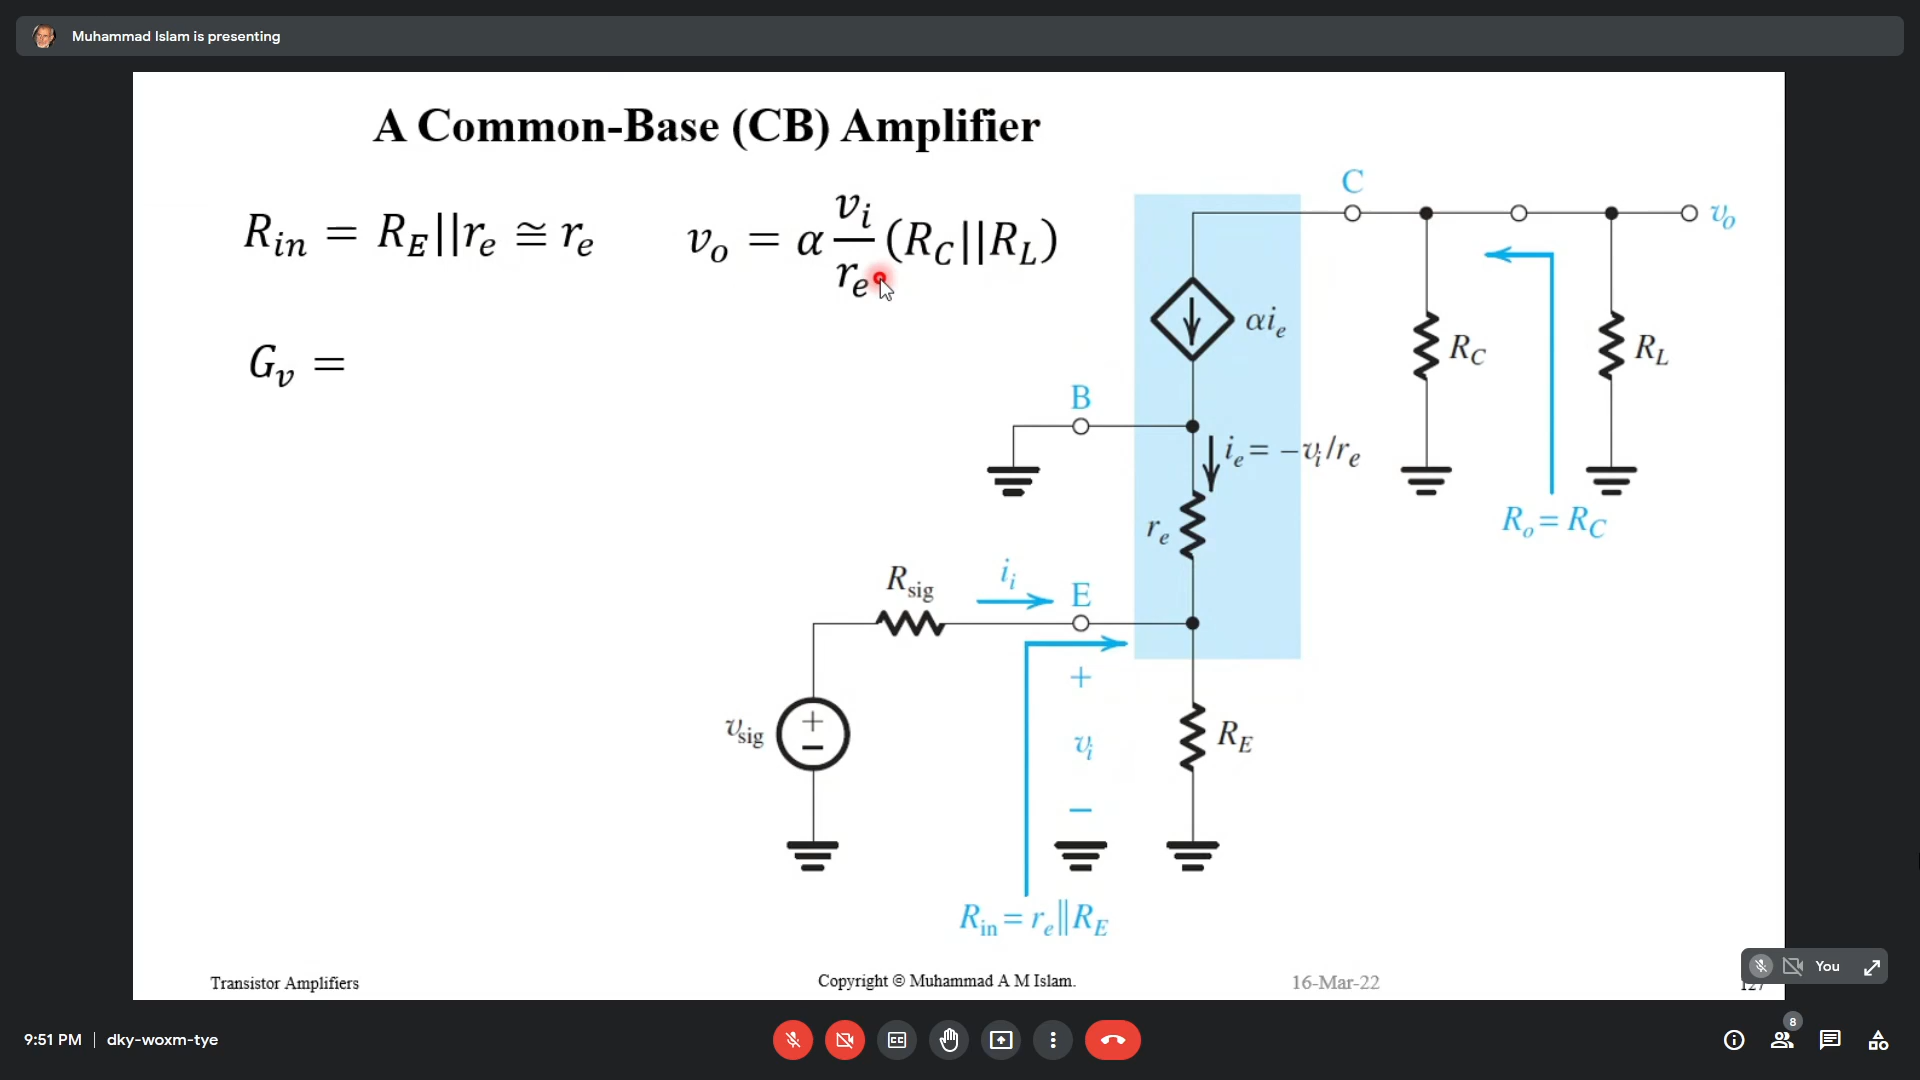 Muhammad Islam is presenting
A Common-Base (CB) Amplifier
R_in = R_E||r_e ≅ r_e
v_o = α v_i/r_e (R_C||R_L)
G_v =
C
v_o
αi_e
R_C
R_L
B
i_e = −v_i/r_e
R_o = R_C
r_e
R_sig
i_i
E
+
v_sig
+
−
v_i
R_E
−
R_in = r_e||R_E
Transistor Amplifiers
Copyright © Muhammad A M Islam.
16-Mar-22
127
You
9:51 PM | dky-woxm-tye
CC
8